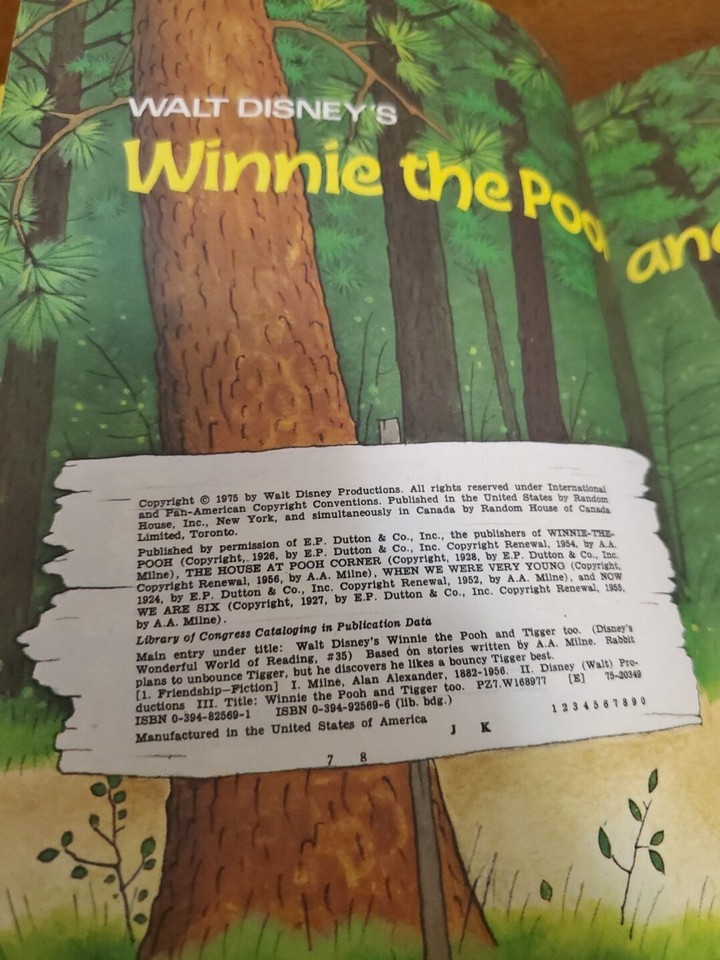 WALT DISNEY'S
Winnie the Pooh and
Copyright © 1975 by Walt Disney Productions. All rights reserved under International
and Pan-American Copyright Conventions. Published in the United States by Random
House, Inc., New York, and simultaneously in Canada by Random House of Canada
Limited, Toronto.
Published by permission of E.P. Dutton & Co., Inc., the publishers of WINNIE-THE-
POOH (Copyright, 1926, by E.P. Dutton & Co., Inc. Copyright Renewal, 1954, by A.A.
Milne), THE HOUSE AT POOH CORNER (Copyright, 1928, by E.P. Dutton & Co., Inc.
Copyright Renewal, 1956, by A.A. Milne), WHEN WE WERE VERY YOUNG (Copyright,
1924, by E.P. Dutton & Co., Inc. Copyright Renewal, 1952, by A.A. Milne), and NOW
WE ARE SIX (Copyright, 1927, by E.P. Dutton & Co., Inc. Copyright Renewal, 1955,
by A.A. Milne).
Library of Congress Cataloging in Publication Data
Main entry under title: Walt Disney's Winnie the Pooh and Tigger too. (Disney's
Wonderful World of Reading, #35) Based on stories written by A.A. Milne. Rabbit
plans to unbounce Tigger, but he discovers he likes a bouncy Tigger best.
[1. Friendship—Fiction] I. Milne, Alan Alexander, 1882-1956. II. Disney (Walt) Pro-
ductions III. Title: Winnie the Pooh and Tigger too. PZ7.W168977 [E] 75-20349
ISBN 0-394-82569-1 ISBN 0-394-92569-6 (lib. bdg.)
Manufactured in the United States of America J K 1 2 3 4 5 6 7 8 9 0
7 8